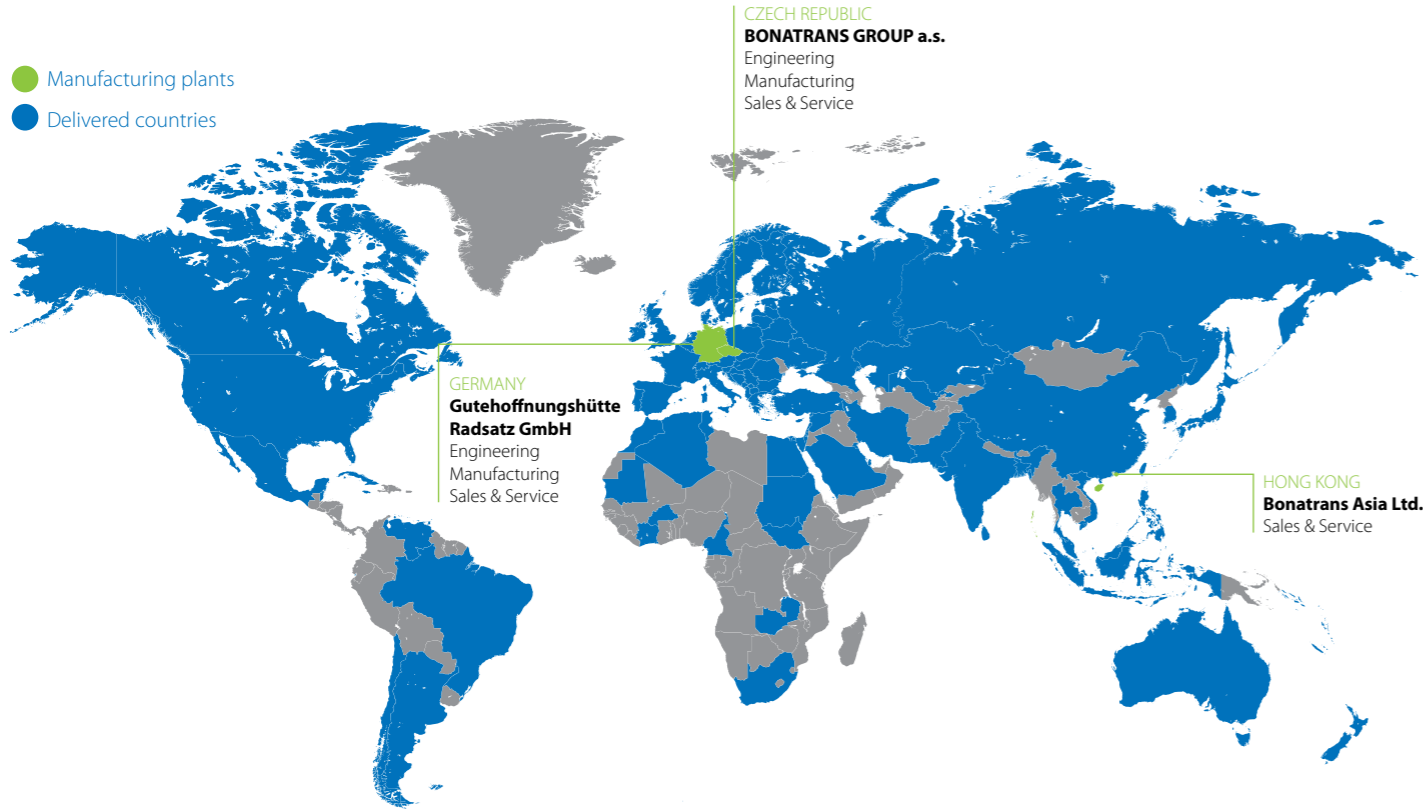 CZECH REPUBLIC
BONATRANS GROUP a.s.
Engineering
Manufacturing
Sales & Service
Manufacturing plants
Delivered countries
GERMANY
Gutehoffnungshütte
Radsatz GmbH
Engineering
Manufacturing
Sales & Service
HONG KONG
Bonatrans Asia Ltd.
Sales & Service